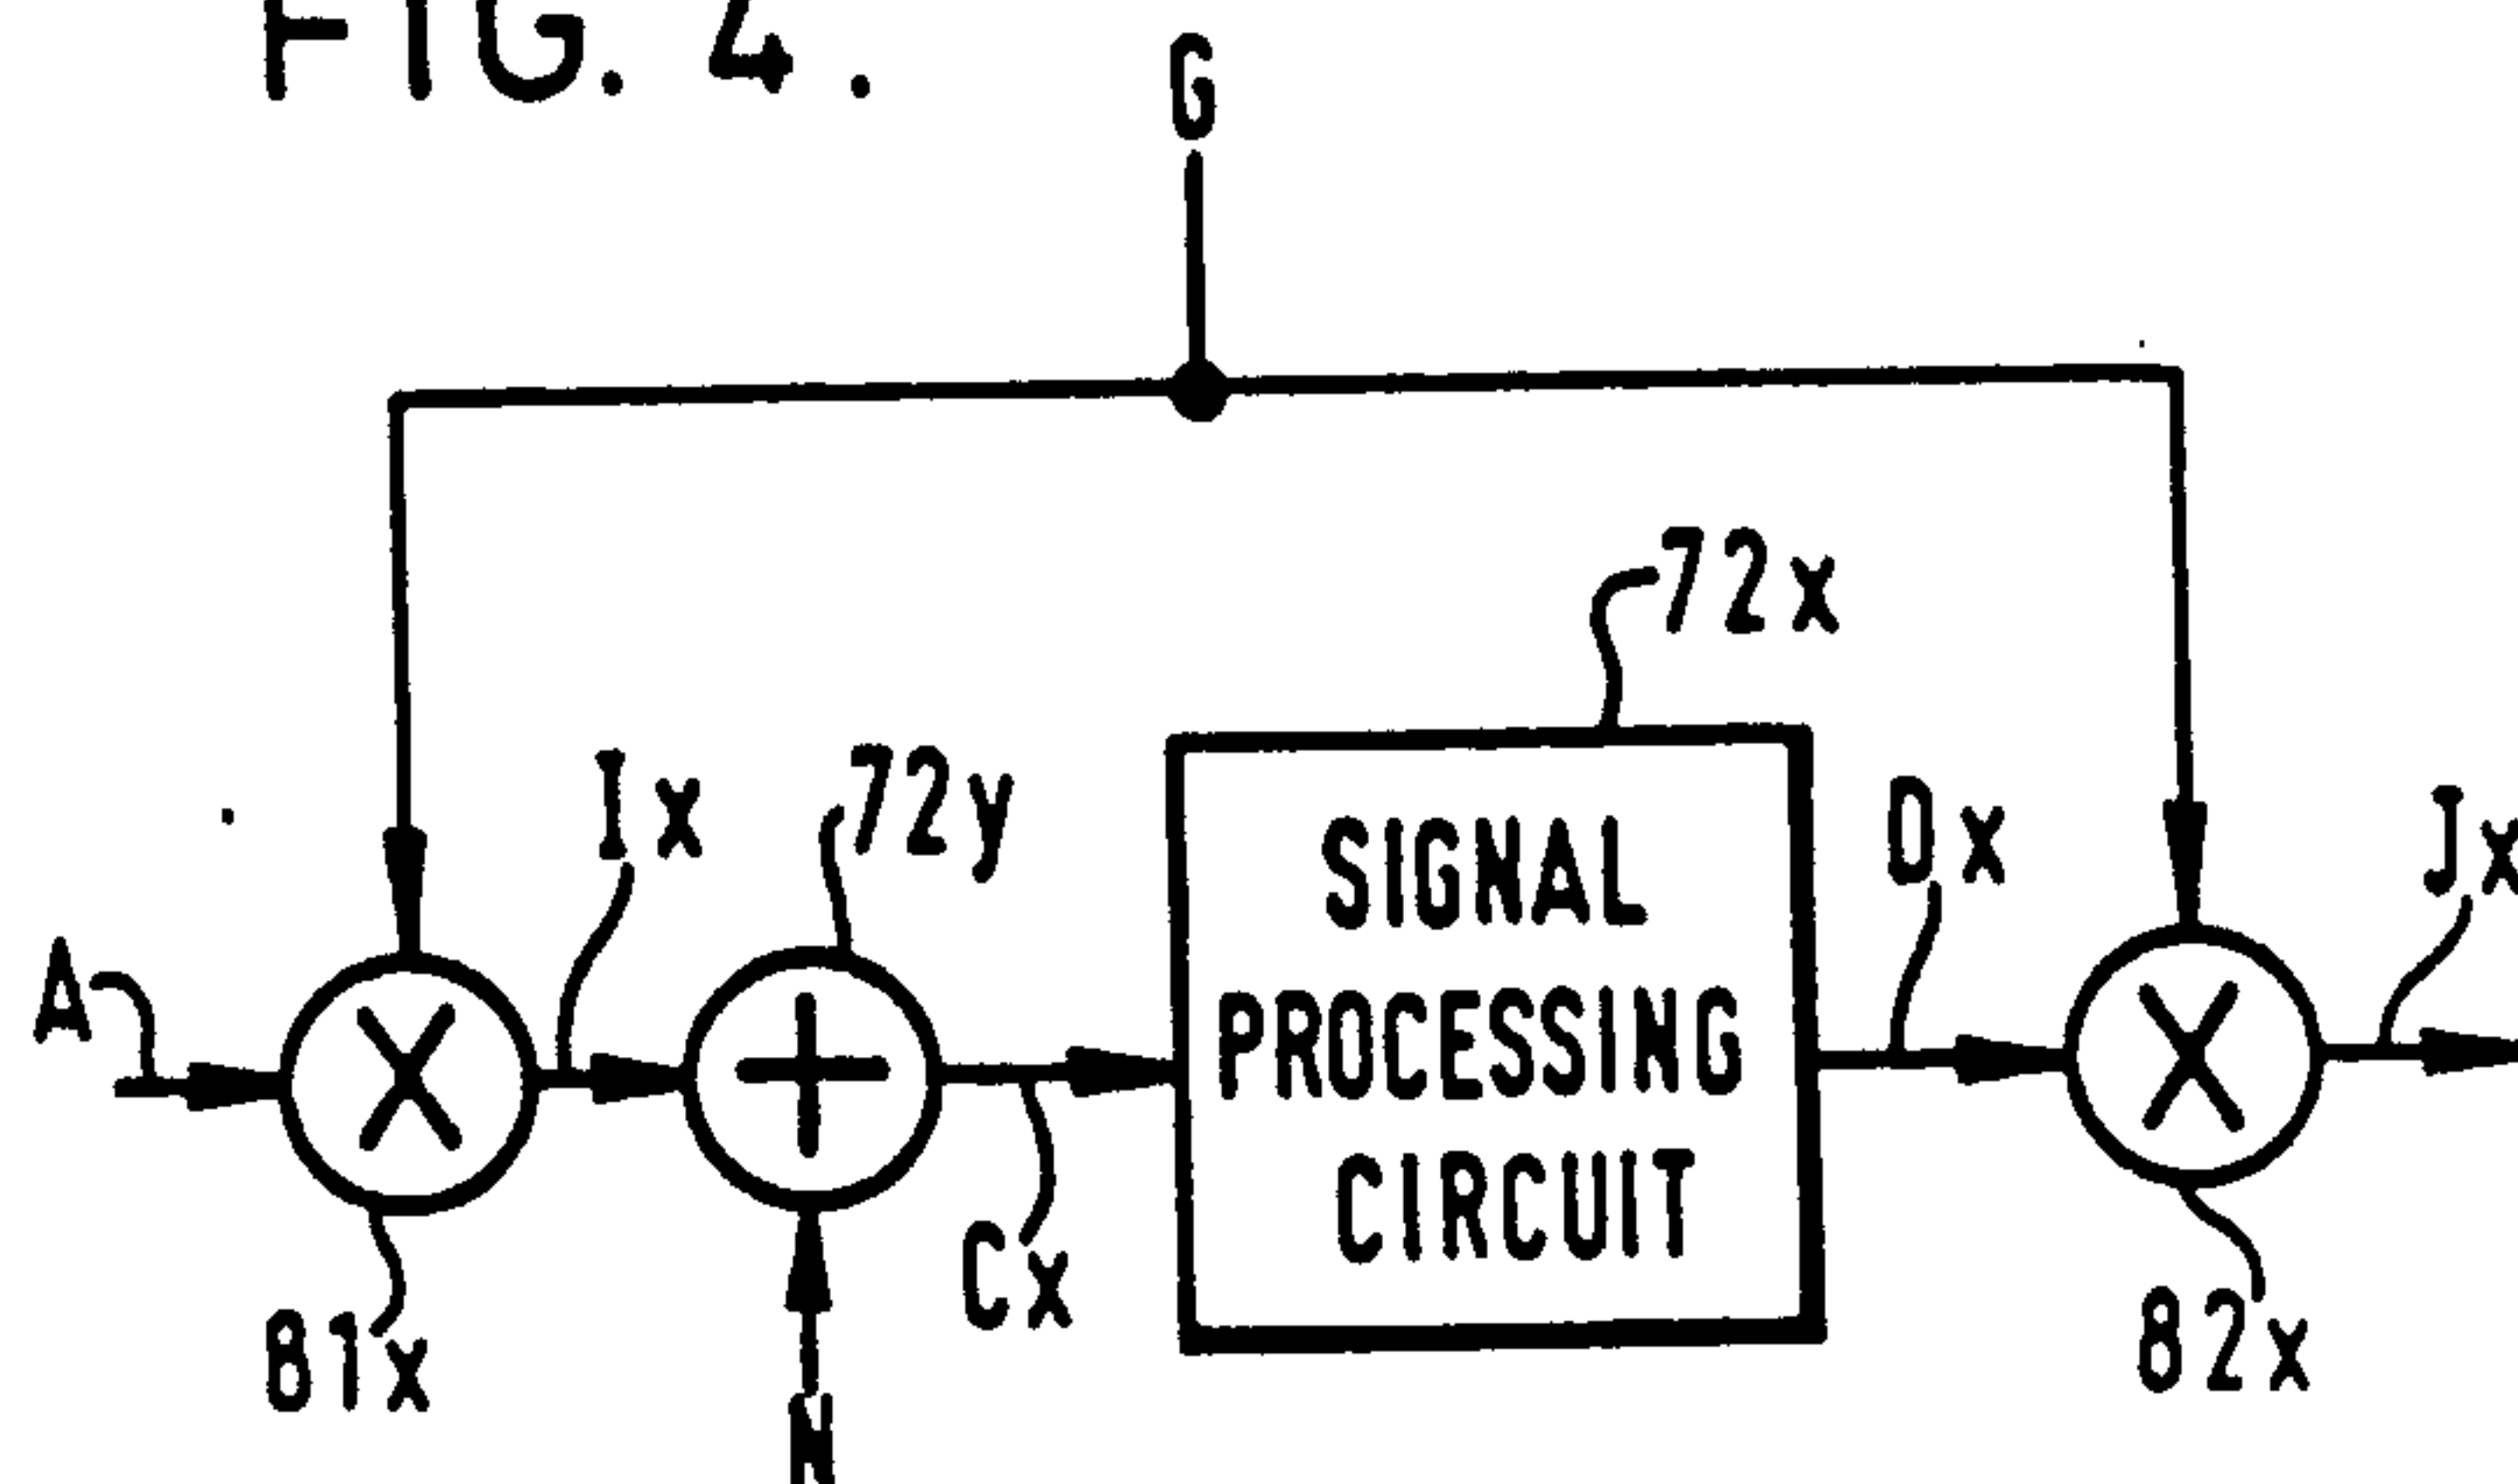 FIG. 4.
G
72x
Ix
72y
Ox
Jx
A
SIGNAL
PROCESSING
CIRCUIT
Cx
81x
82x
N